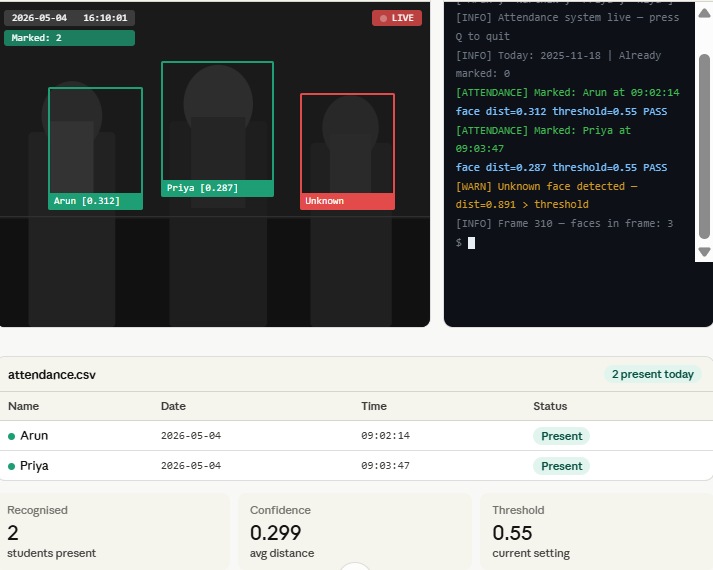 2026-05-04 16:10:01
LIVE
Marked: 2
Arun [0.312]
Priya [0.287]
Unknown
[INFO] Attendance system live — press
Q to quit
[INFO] Today: 2025-11-18 | Already
marked: 0
[ATTENDANCE] Marked: Arun at 09:02:14
face dist=0.312 threshold=0.55 PASS
[ATTENDANCE] Marked: Priya at
09:03:47
face dist=0.287 threshold=0.55 PASS
[WARN] Unknown face detected —
dist=0.891 > threshold
[INFO] Frame 310 — faces in frame: 3
$
attendance.csv
2 present today
Name Date Time Status
Arun 2026-05-04 09:02:14 Present
Priya 2026-05-04 09:03:47 Present
Recognised Confidence Threshold
2 0.299 0.55
students present avg distance current setting